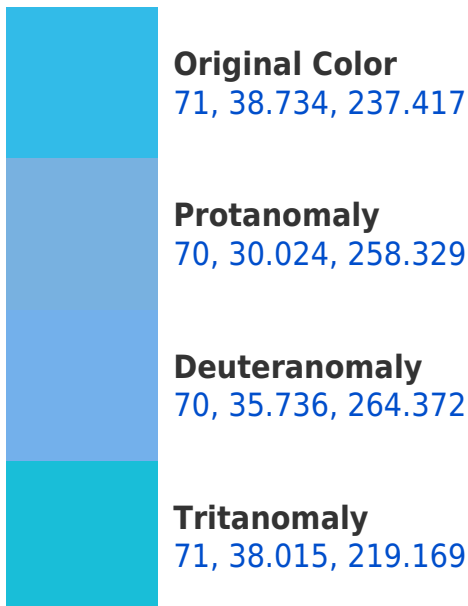 Original Color
71, 38.734, 237.417
Protanomaly
70, 30.024, 258.329
Deuteranomaly
70, 35.736, 264.372
Tritanomaly
71, 38.015, 219.169